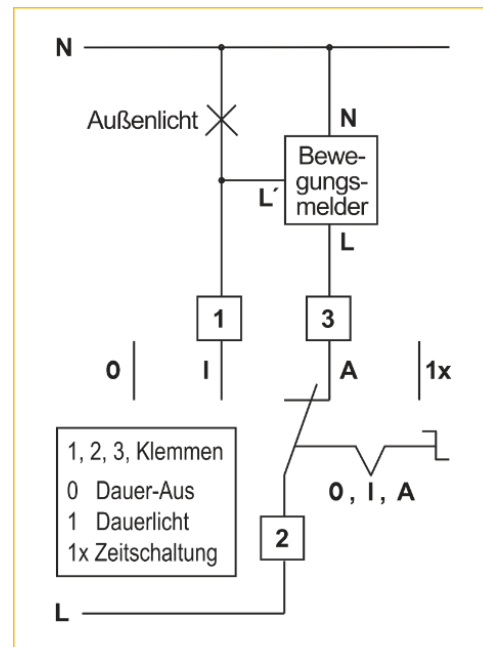 N
Außenlicht
N
Bewe-
gungs-
melder
L´
L
1
3
0
I
A
1x
1, 2, 3, Klemmen
0 Dauer-Aus
1 Dauerlicht
1x Zeitschaltung
0 , I , A
2
L